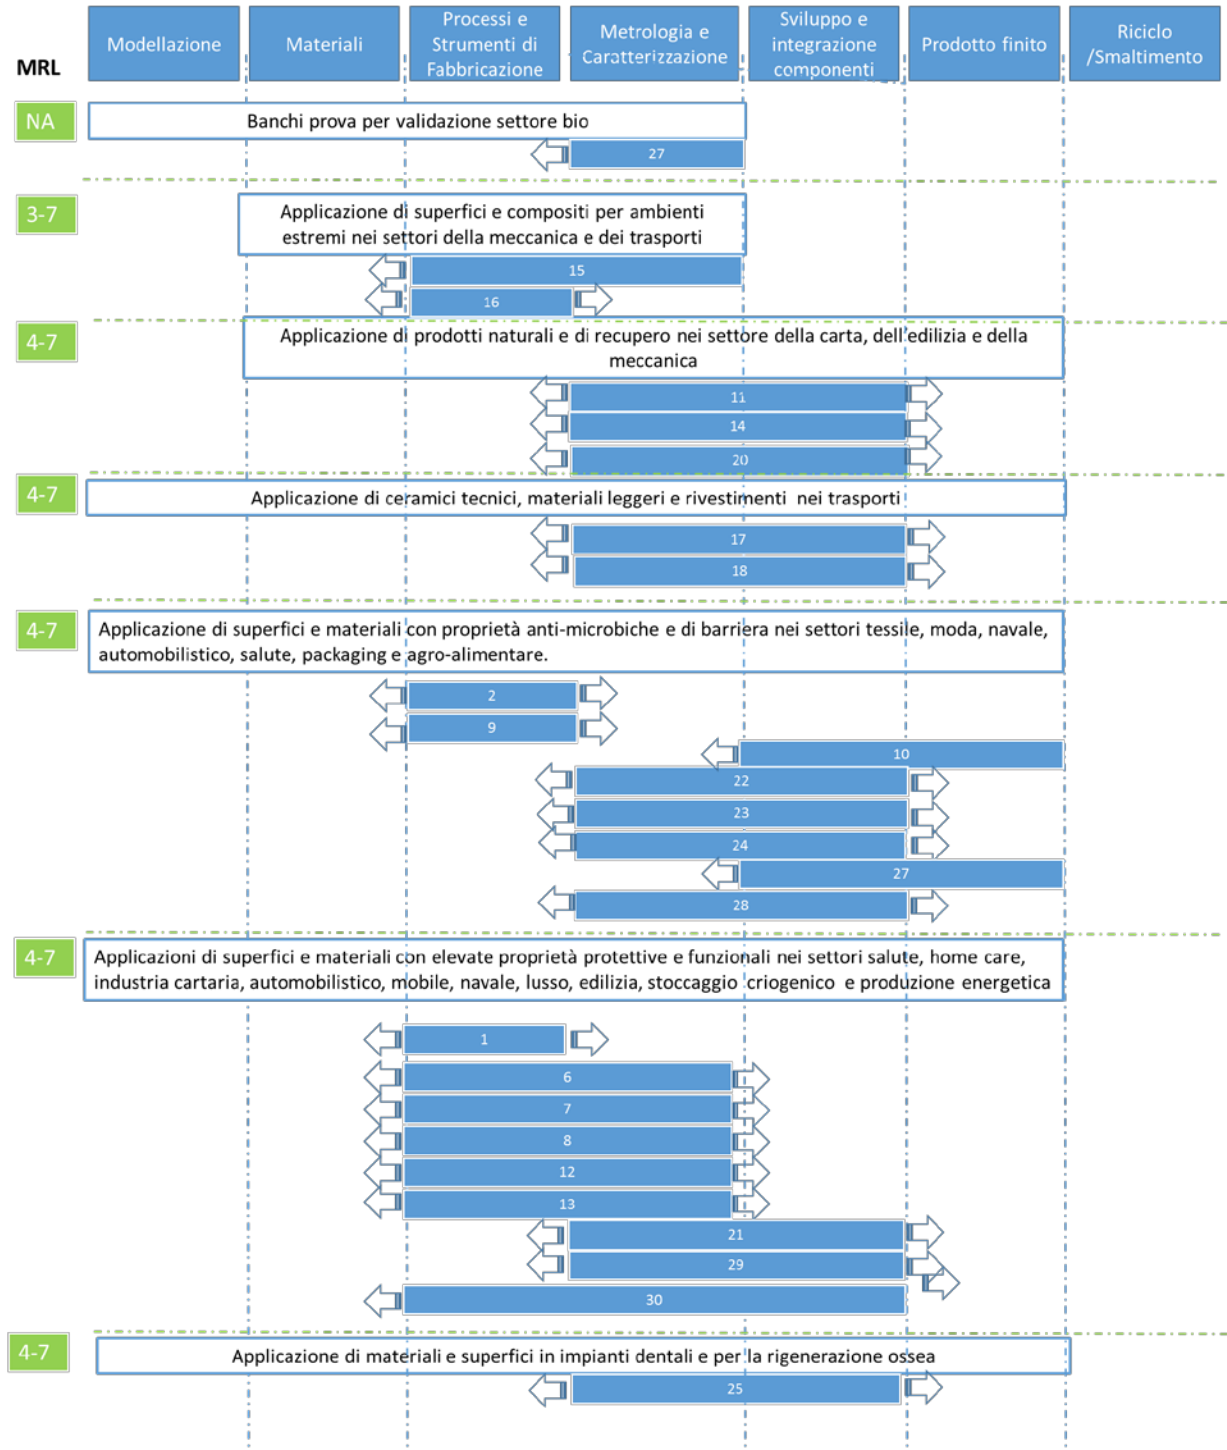 MRL
Modellazione
Materiali
Processi e
Strumenti di
Fabbricazione
Metrologia e
Caratterizzazione
Sviluppo e
integrazione
componenti
Prodotto finito
Riciclo
/Smaltimento
NA
Banchi prova per validazione settore bio
27
3-7
Applicazione di superfici e compositi per ambienti
estremi nei settori della meccanica e dei trasporti
15
16
4-7
Applicazione di prodotti naturali e di recupero nei settore della carta, dell'edilizia e della
meccanica
11
14
20
4-7
Applicazione di ceramici tecnici, materiali leggeri e rivestimenti nei trasporti
17
18
4-7
Applicazione di superfici e materiali con proprietà anti-microbiche e di barriera nei settori tessile, moda, navale,
automobilistico, salute, packaging e agro-alimentare.
2
9
10
22
23
24
27
28
4-7
Applicazioni di superfici e materiali con elevate proprietà protettive e funzionali nei settori salute, home care,
industria cartaria, automobilistico, mobile, navale, lusso, edilizia, stoccaggio criogenico e produzione energetica
1
6
7
8
12
13
21
29
30
4-7
Applicazione di materiali e superfici in impianti dentali e per la rigenerazione ossea
25